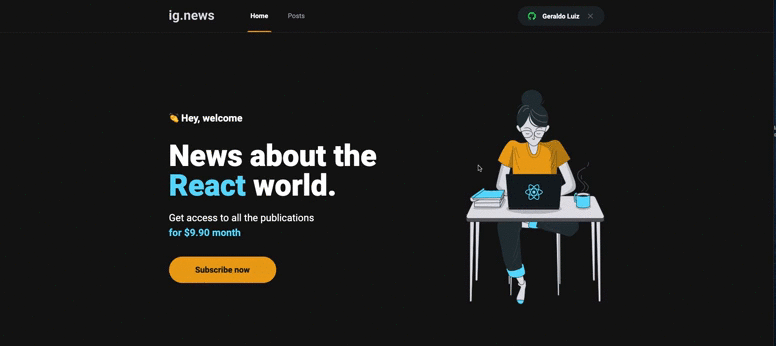 ig.news
Home
Posts
Geraldo Luiz
👏 Hey, welcome
News about the
React world.
Get access to all the publications
for $9.90 month
Subscribe now